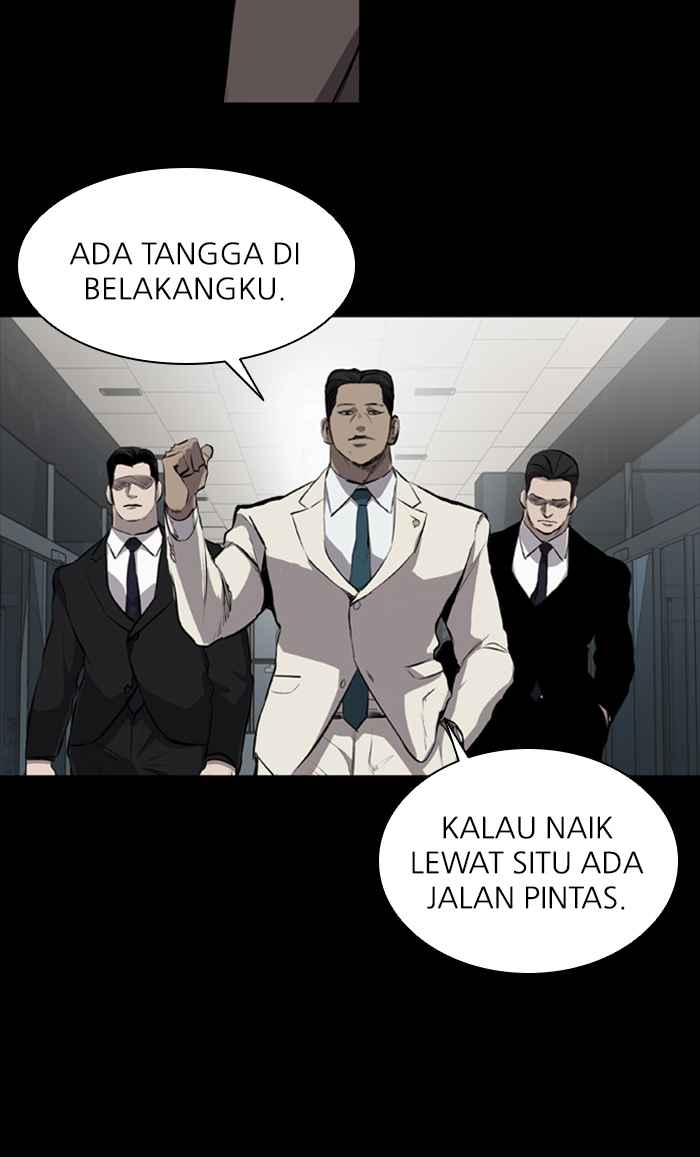 ADA TANGGA DI
BELAKANGKU.
KALAU NAIK
LEWAT SITU ADA
JALAN PINTAS.